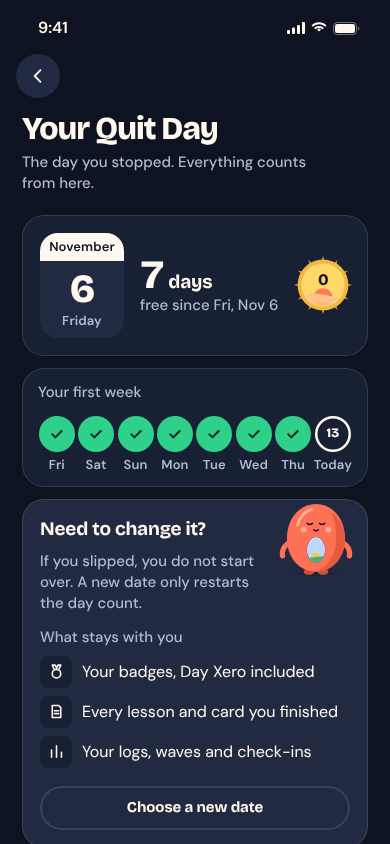 9:41
Your Quit Day
The day you stopped. Everything counts
from here.
November
6
Friday
7 days
free since Fri, Nov 6
0
Your first week
13
Fri Sat Sun Mon Tue Wed Thu Today
Need to change it?
If you slipped, you do not start
over. A new date only restarts
the day count.
What stays with you
Your badges, Day Xero included
Every lesson and card you finished
Your logs, waves and check-ins
Choose a new date